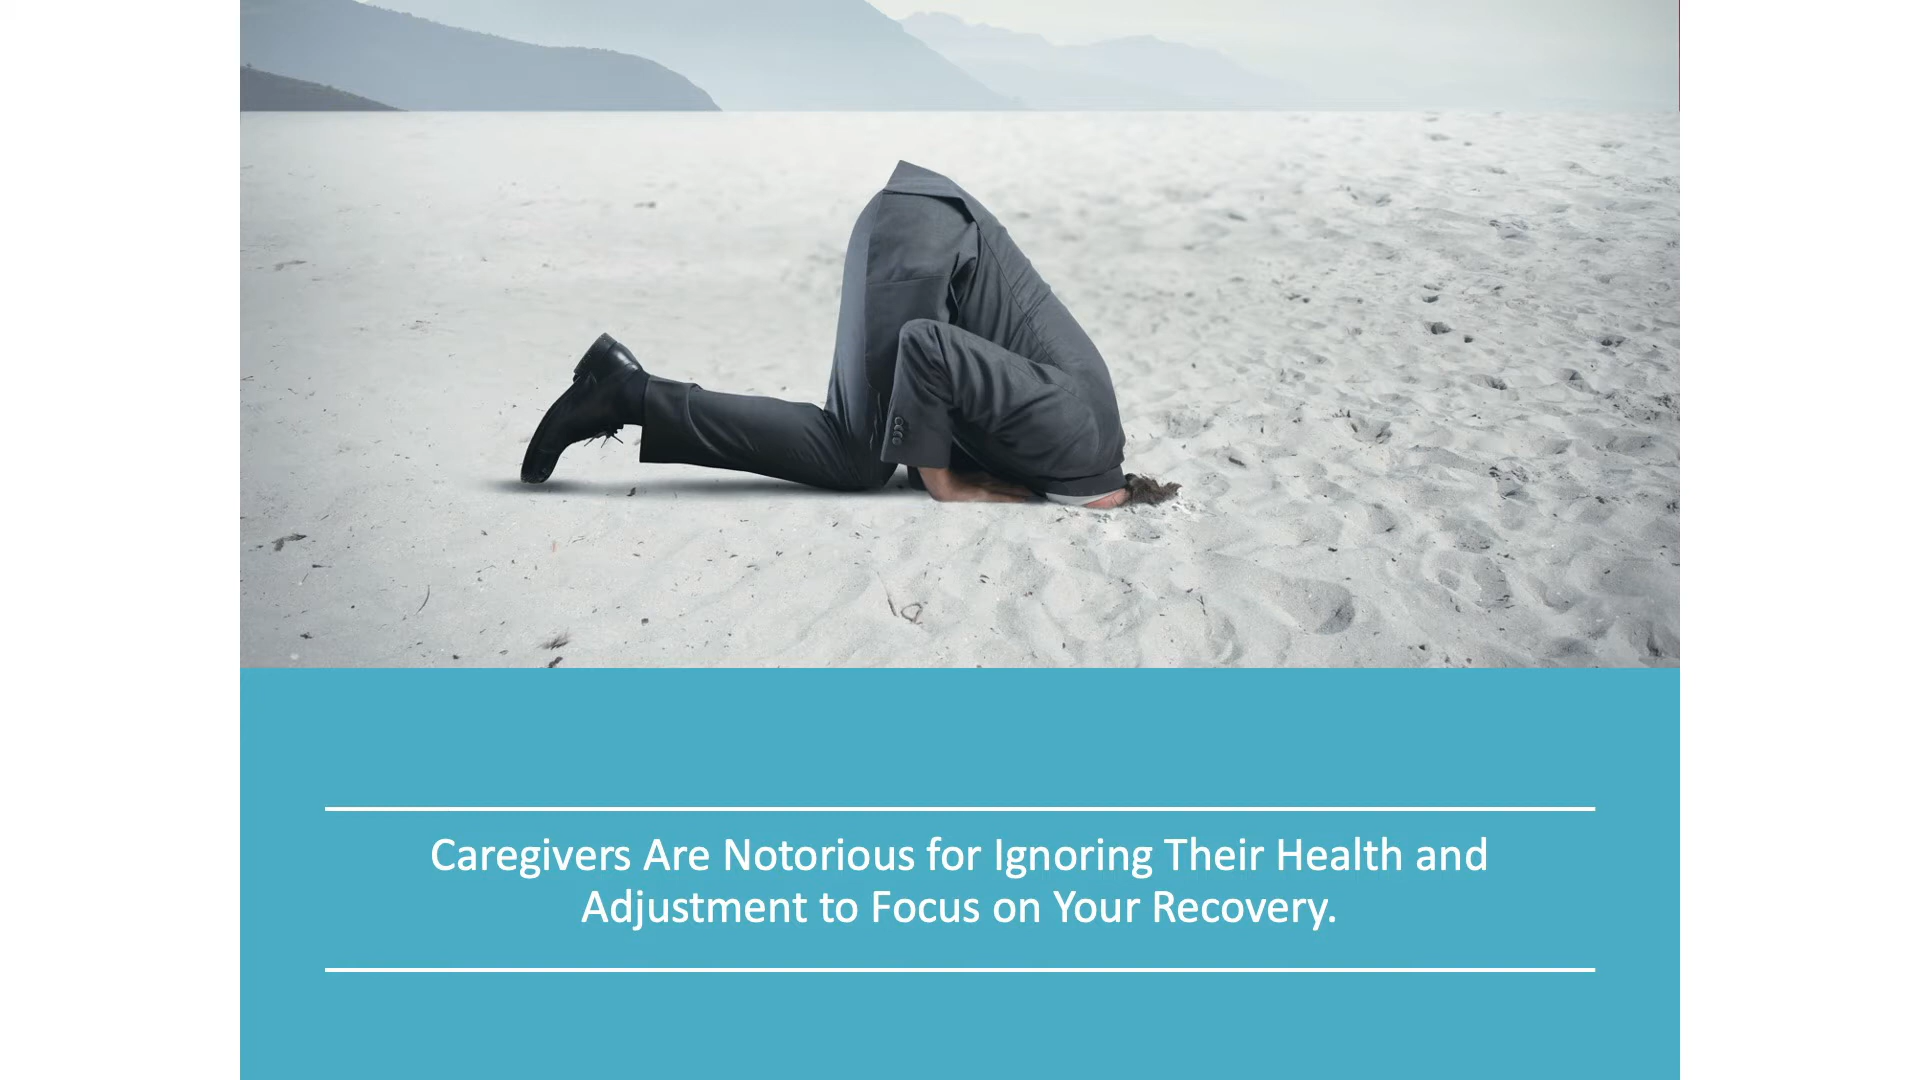 Caregivers Are Notorious for Ignoring Their Health and
Adjustment to Focus on Your Recovery.